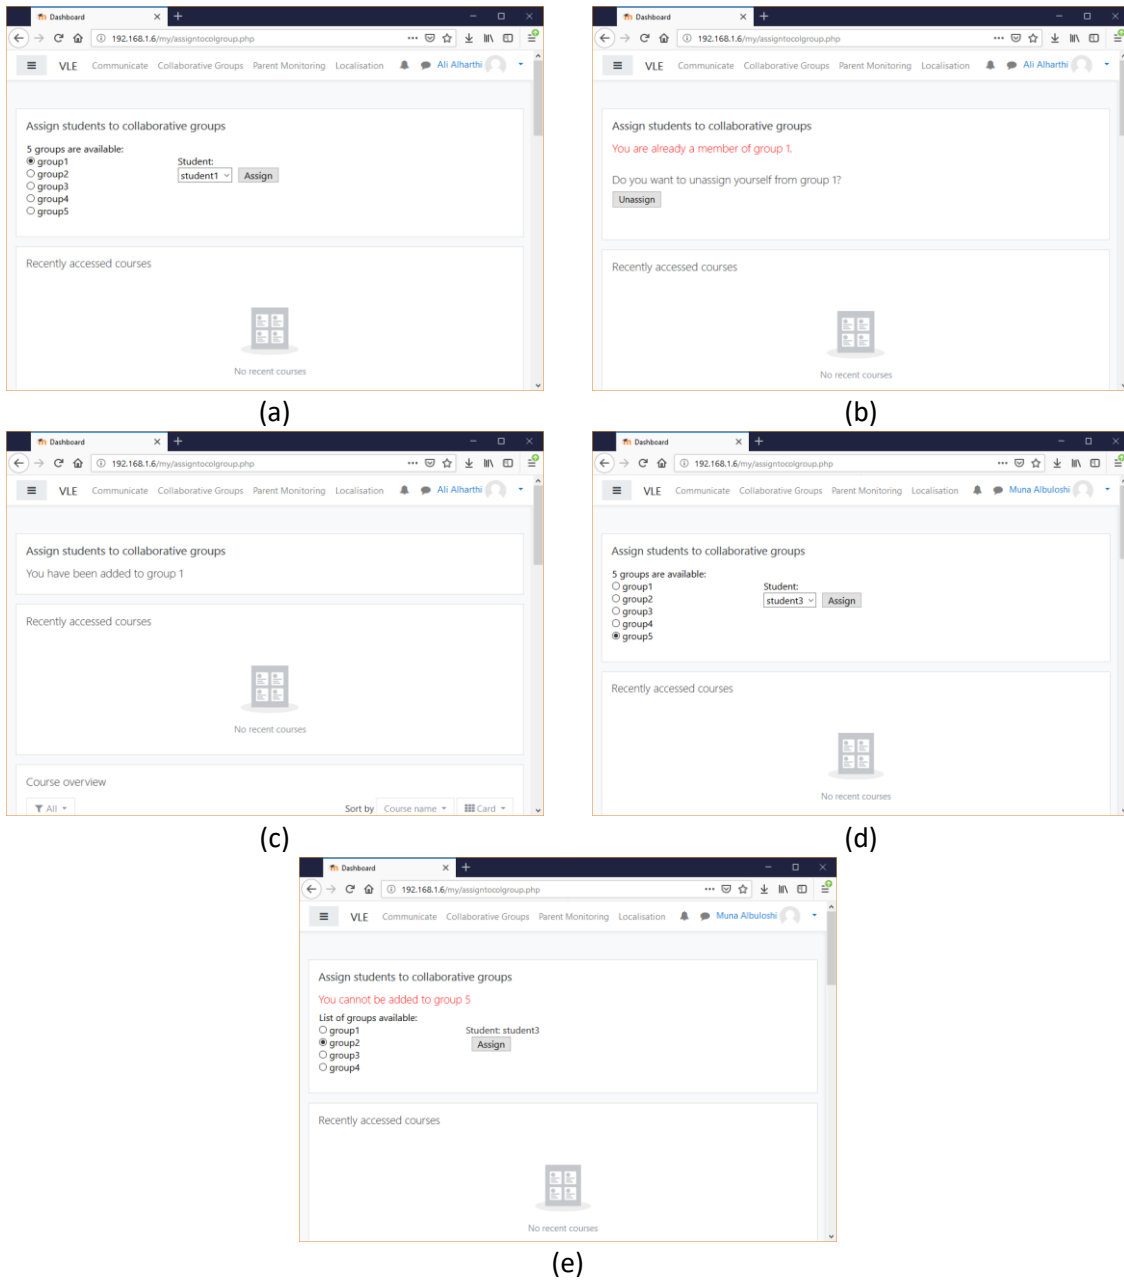 Dashboard
192.168.1.6/my/assigntocolgroup.php
VLE Communicate Collaborative Groups Parent Monitoring Localisation Ali Alharthi
Assign students to collaborative groups
5 groups are available:
group1
group2
group3
group4
group5
Student:
student1 Assign
Recently accessed courses
No recent courses
(a)
Dashboard
192.168.1.6/my/assigntocolgroup.php
VLE Communicate Collaborative Groups Parent Monitoring Localisation Ali Alharthi
Assign students to collaborative groups
You are already a member of group 1.
Do you want to unassign yourself from group 1?
Unassign
Recently accessed courses
No recent courses
(b)
Dashboard
192.168.1.6/my/assigntocolgroup.php
VLE Communicate Collaborative Groups Parent Monitoring Localisation Ali Alharthi
Assign students to collaborative groups
You have been added to group 1
Recently accessed courses
No recent courses
Course overview
All Sort by Course name Card
(c)
Dashboard
192.168.1.6/my/assigntocolgroup.php
VLE Communicate Collaborative Groups Parent Monitoring Localisation Muna Albuloshi
Assign students to collaborative groups
5 groups are available:
group1
group2
group3
group4
group5
Student:
student3 Assign
Recently accessed courses
No recent courses
(d)
Dashboard
192.168.1.6/my/assigntocolgroup.php
VLE Communicate Collaborative Groups Parent Monitoring Localisation Muna Albuloshi
Assign students to collaborative groups
You cannot be added to group 5
List of groups available:
group1
group2
group3
group4
Student: student3
Assign
Recently accessed courses
No recent courses
(e)